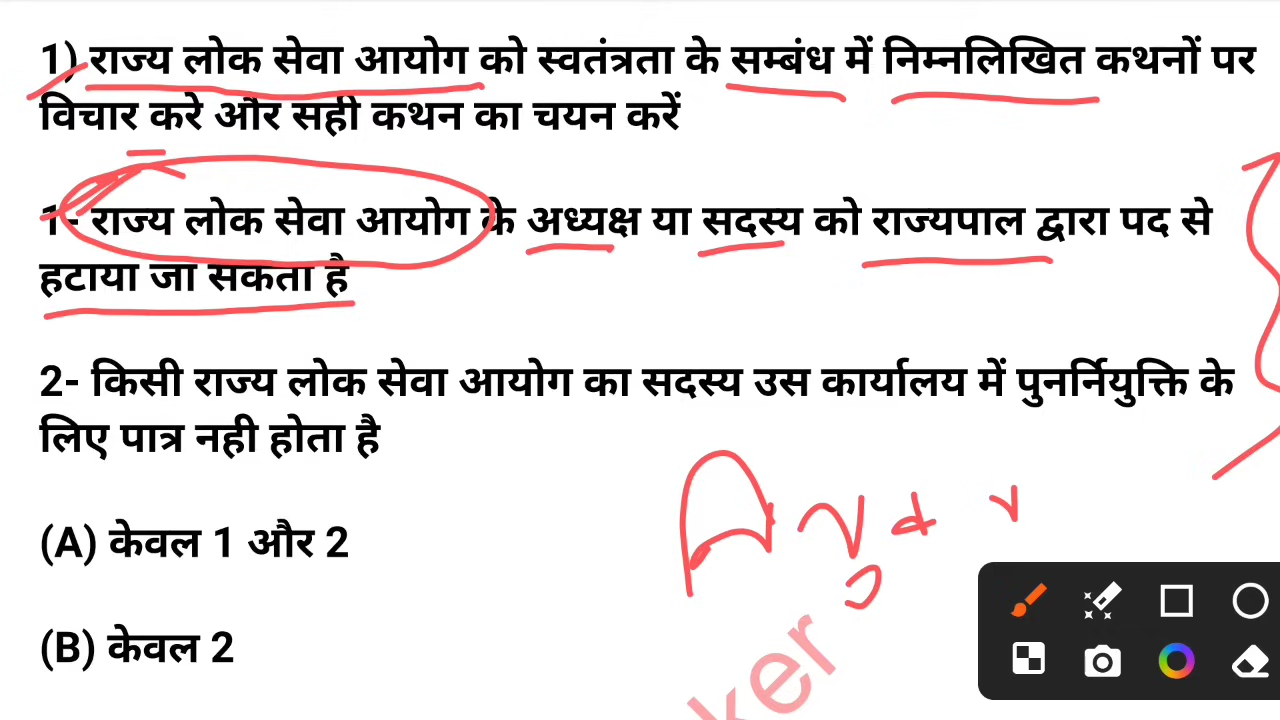 1) राज्य लोक सेवा आयोग को स्वतंत्रता के सम्बंध में निम्नलिखित कथनों पर
विचार करे और सही कथन का चयन करें
1- राज्य लोक सेवा आयोग के अध्यक्ष या सदस्य को राज्यपाल द्वारा पद से
हटाया जा सकता है
2- किसी राज्य लोक सेवा आयोग का सदस्य उस कार्यालय में पुनर्नियुक्ति के
लिए पात्र नही होता है
(A) केवल 1 और 2
(B) केवल 2
ker